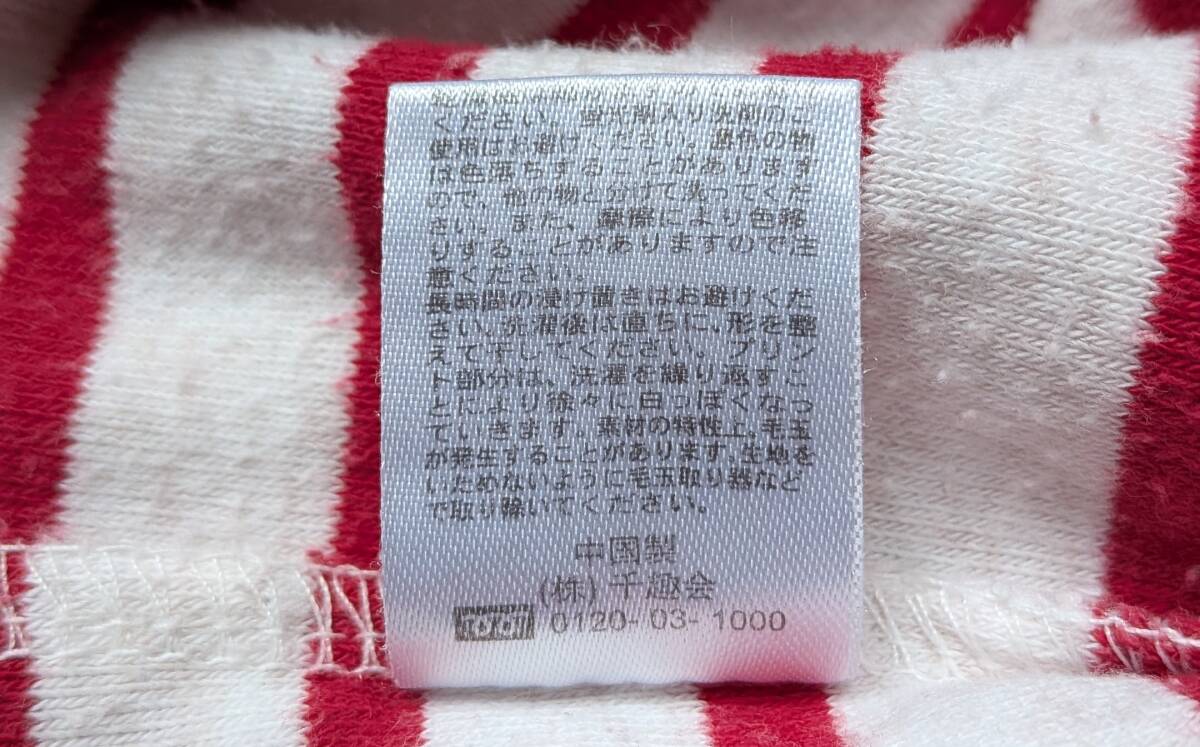 ください。蛍光剤入り洗剤のご
使用はお避けください。濃色の物
は色落ちすることがあります
ので、他の物と分けて洗ってくだ
さい。また、摩擦により色移
りすることがありますので注
意ください。
長時間の浸け置きはお避けくだ
さい。洗濯後は直ちに、形を整
えて干してください。プリン
ト部分は、洗濯を繰り返すこ
とにより徐々に白っぽくなっ
ていきます。素材の特性上、毛玉
が発生することがあります。生地を
いためないように毛玉取り器など
で取り除いてください。
中国製
(株)千趣会
0120-03-1000